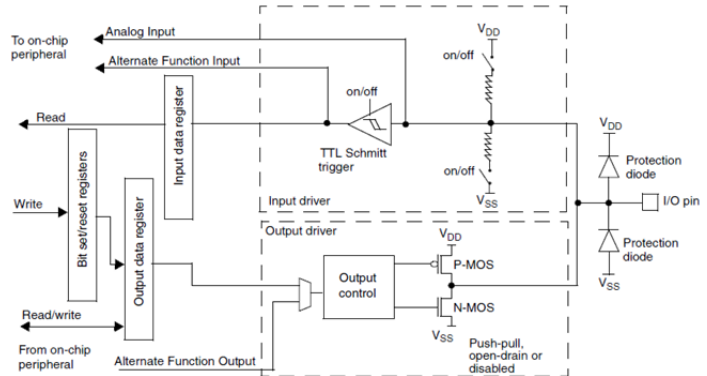 To on-chip
peripheral
Analog Input
Alternate Function Input
Read
Write
Read/write
From on-chip
peripheral
Alternate Function Output
Bit set/reset registers
Output data register
Input data register
on/off
TTL Schmitt
trigger
VDD
on/off
on/off
VSS
Input driver
Output driver
Output
control
VDD
P-MOS
N-MOS
VSS
Push-pull,
open-drain or
disabled
VDD
Protection
diode
I/O pin
Protection
diode
VSS